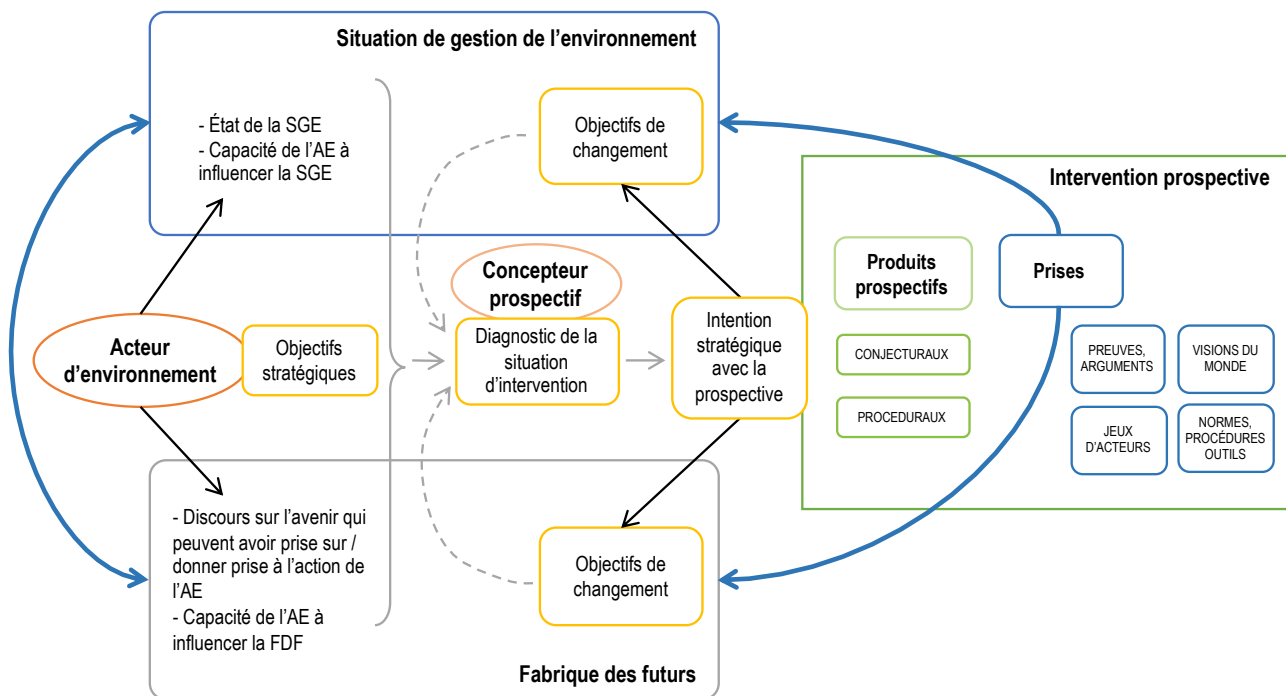 Situation de gestion de l’environnement
- État de la SGE
- Capacité de l’AE à
influencer la SGE
Objectifs de
changement
Acteur
d’environnement
Objectifs
stratégiques
Concepteur
prospectif
Diagnostic de la
situation
d’intervention
Intention
stratégique
avec la
prospective
Intervention prospective
Produits
prospectifs
CONJECTURAUX
PROCEDURAUX
Prises
PREUVES,
ARGUMENTS
VISIONS DU
MONDE
JEUX
D’ACTEURS
NORMES,
PROCÉDURES
OUTILS
- Discours sur l’avenir qui
peuvent avoir prise sur /
donner prise à l’action de
l’AE
- Capacité de l’AE à
influencer la FDF
Objectifs de
changement
Fabrique des futurs